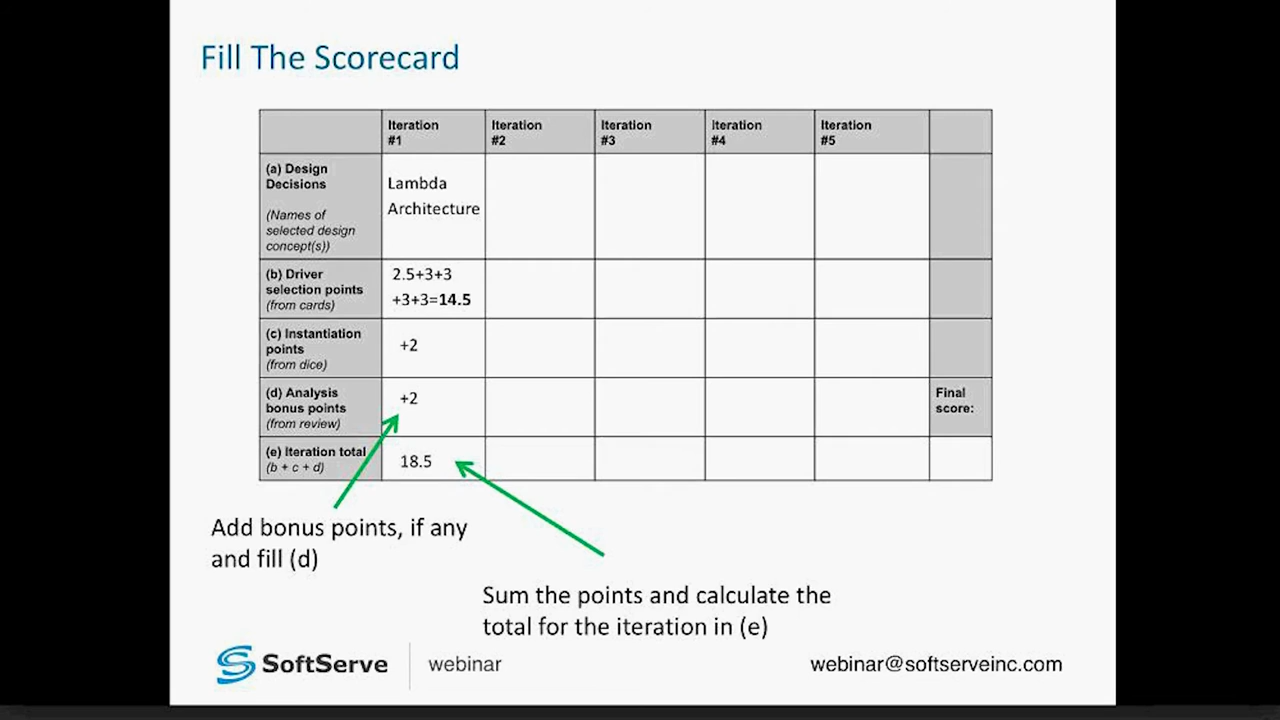 Fill The Scorecard
Iteration #1
Iteration #2
Iteration #3
Iteration #4
Iteration #5
(a) Design
Decisions
(Names of
selected design
concept(s))
Lambda
Architecture
(b) Driver
selection points
(from cards)
2.5+3+3
+3+3=14.5
(c) Instantiation
points
(from dice)
+2
(d) Analysis
bonus points
(from review)
+2
Final
score:
(e) Iteration total
(b + c + d)
18.5
Add bonus points, if any
and fill (d)
Sum the points and calculate the
total for the iteration in (e)
SoftServe
webinar
webinar@softserveinc.com